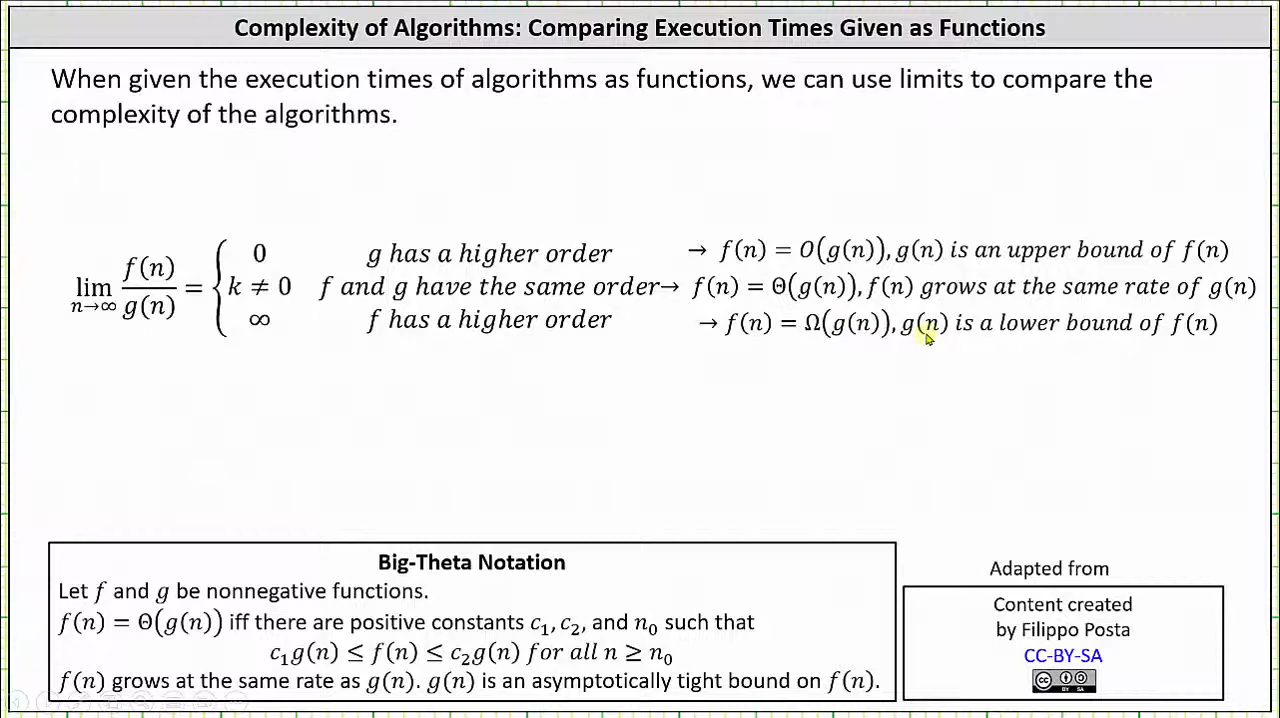 Complexity of Algorithms: Comparing Execution Times Given as Functions
When given the execution times of algorithms as functions, we can use limits to compare the
complexity of the algorithms.
lim n→∞ f(n)/g(n) = {
0 g has a higher order → f(n) = O(g(n)), g(n) is an upper bound of f(n)
k ≠ 0 f and g have the same order → f(n) = Θ(g(n)), f(n) grows at the same rate of g(n)
∞ f has a higher order → f(n) = Ω(g(n)), g(n) is a lower bound of f(n)
Big-Theta Notation
Let f and g be nonnegative functions.
f(n) = Θ(g(n)) iff there are positive constants c₁, c₂, and n₀ such that
c₁g(n) ≤ f(n) ≤ c₂g(n) for all n ≥ n₀
f(n) grows at the same rate as g(n). g(n) is an asymptotically tight bound on f(n).
Adapted from
Content created
by Filippo Posta
CC-BY-SA
cc BY SA